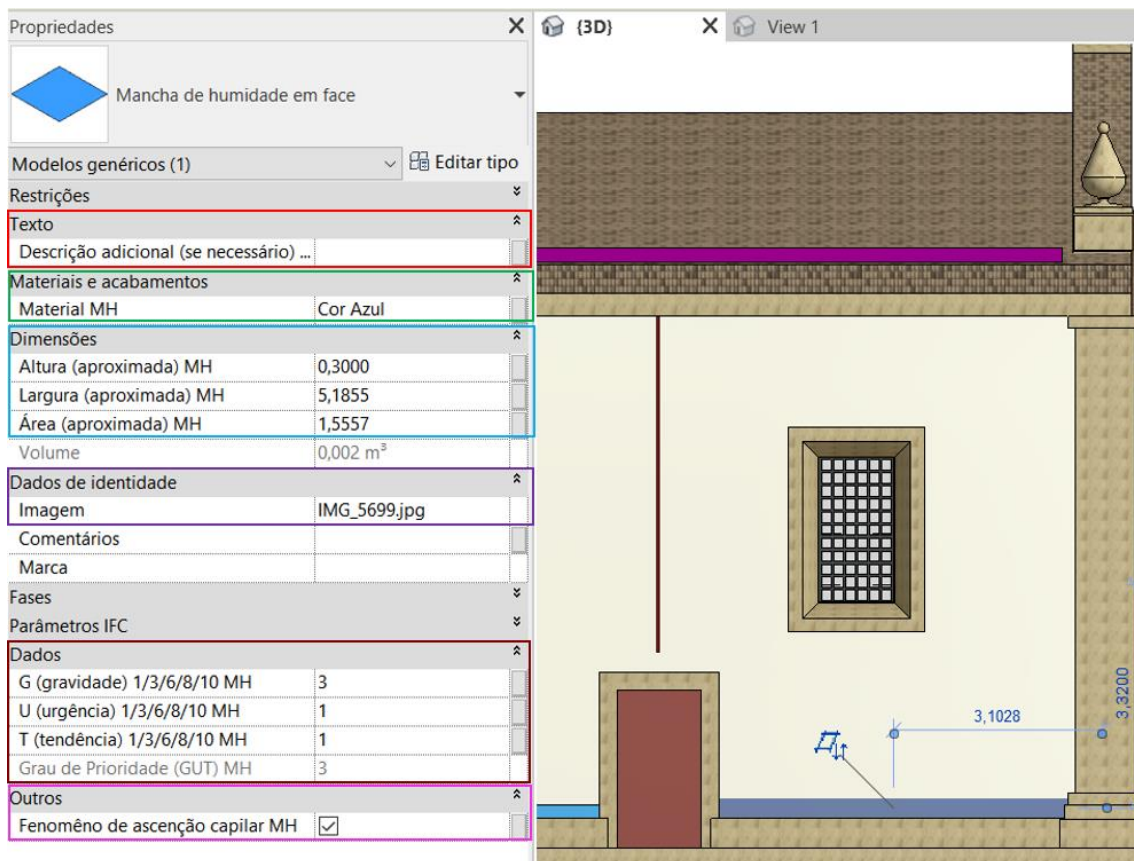 Propriedades
Mancha de humidade em face
Modelos genéricos (1)
Editar tipo
Restrições
Texto
Descrição adicional (se necessário) ...
Materiais e acabamentos
Material MH Cor Azul
Dimensões
Altura (aproximada) MH 0,3000
Largura (aproximada) MH 5,1855
Área (aproximada) MH 1,5557
Volume 0,002 m³
Dados de identidade
Imagem IMG_5699.jpg
Comentários
Marca
Fases
Parâmetros IFC
Dados
G (gravidade) 1/3/6/8/10 MH 3
U (urgência) 1/3/6/8/10 MH 1
T (tendência) 1/3/6/8/10 MH 1
Grau de Prioridade (GUT) MH 3
Outros
Fenomêno de ascenção capilar MH
{3D}
View 1
3,1028
3,3200